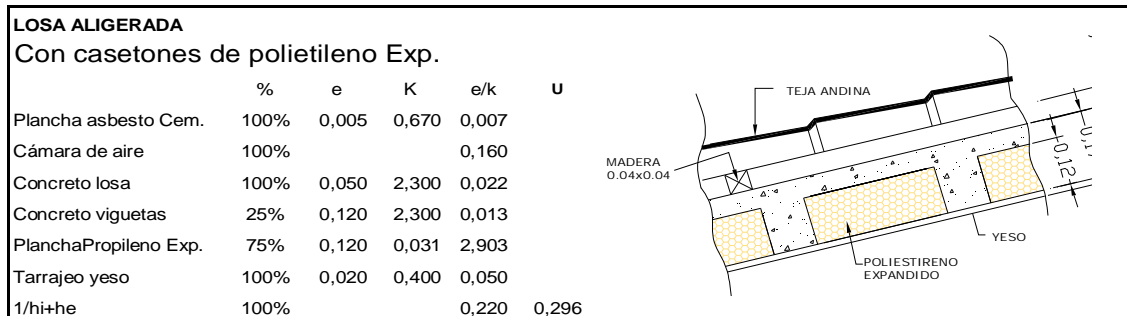 LOSA ALIGERADA
Con casetones de polietileno Exp.
% e K e/k U
Plancha asbesto Cem. 100% 0,005 0,670 0,007
Cámara de aire 100% 0,160
Concreto losa 100% 0,050 2,300 0,022
Concreto viguetas 25% 0,120 2,300 0,013
PlanchaPropileno Exp. 75% 0,120 0,031 2,903
Tarrajeo yeso 100% 0,020 0,400 0,050
1/hi+he 100% 0,220 0,296
TEJA ANDINA
MADERA
0.04x0.04
0,12
YESO
POLIESTIRENO
EXPANDIDO